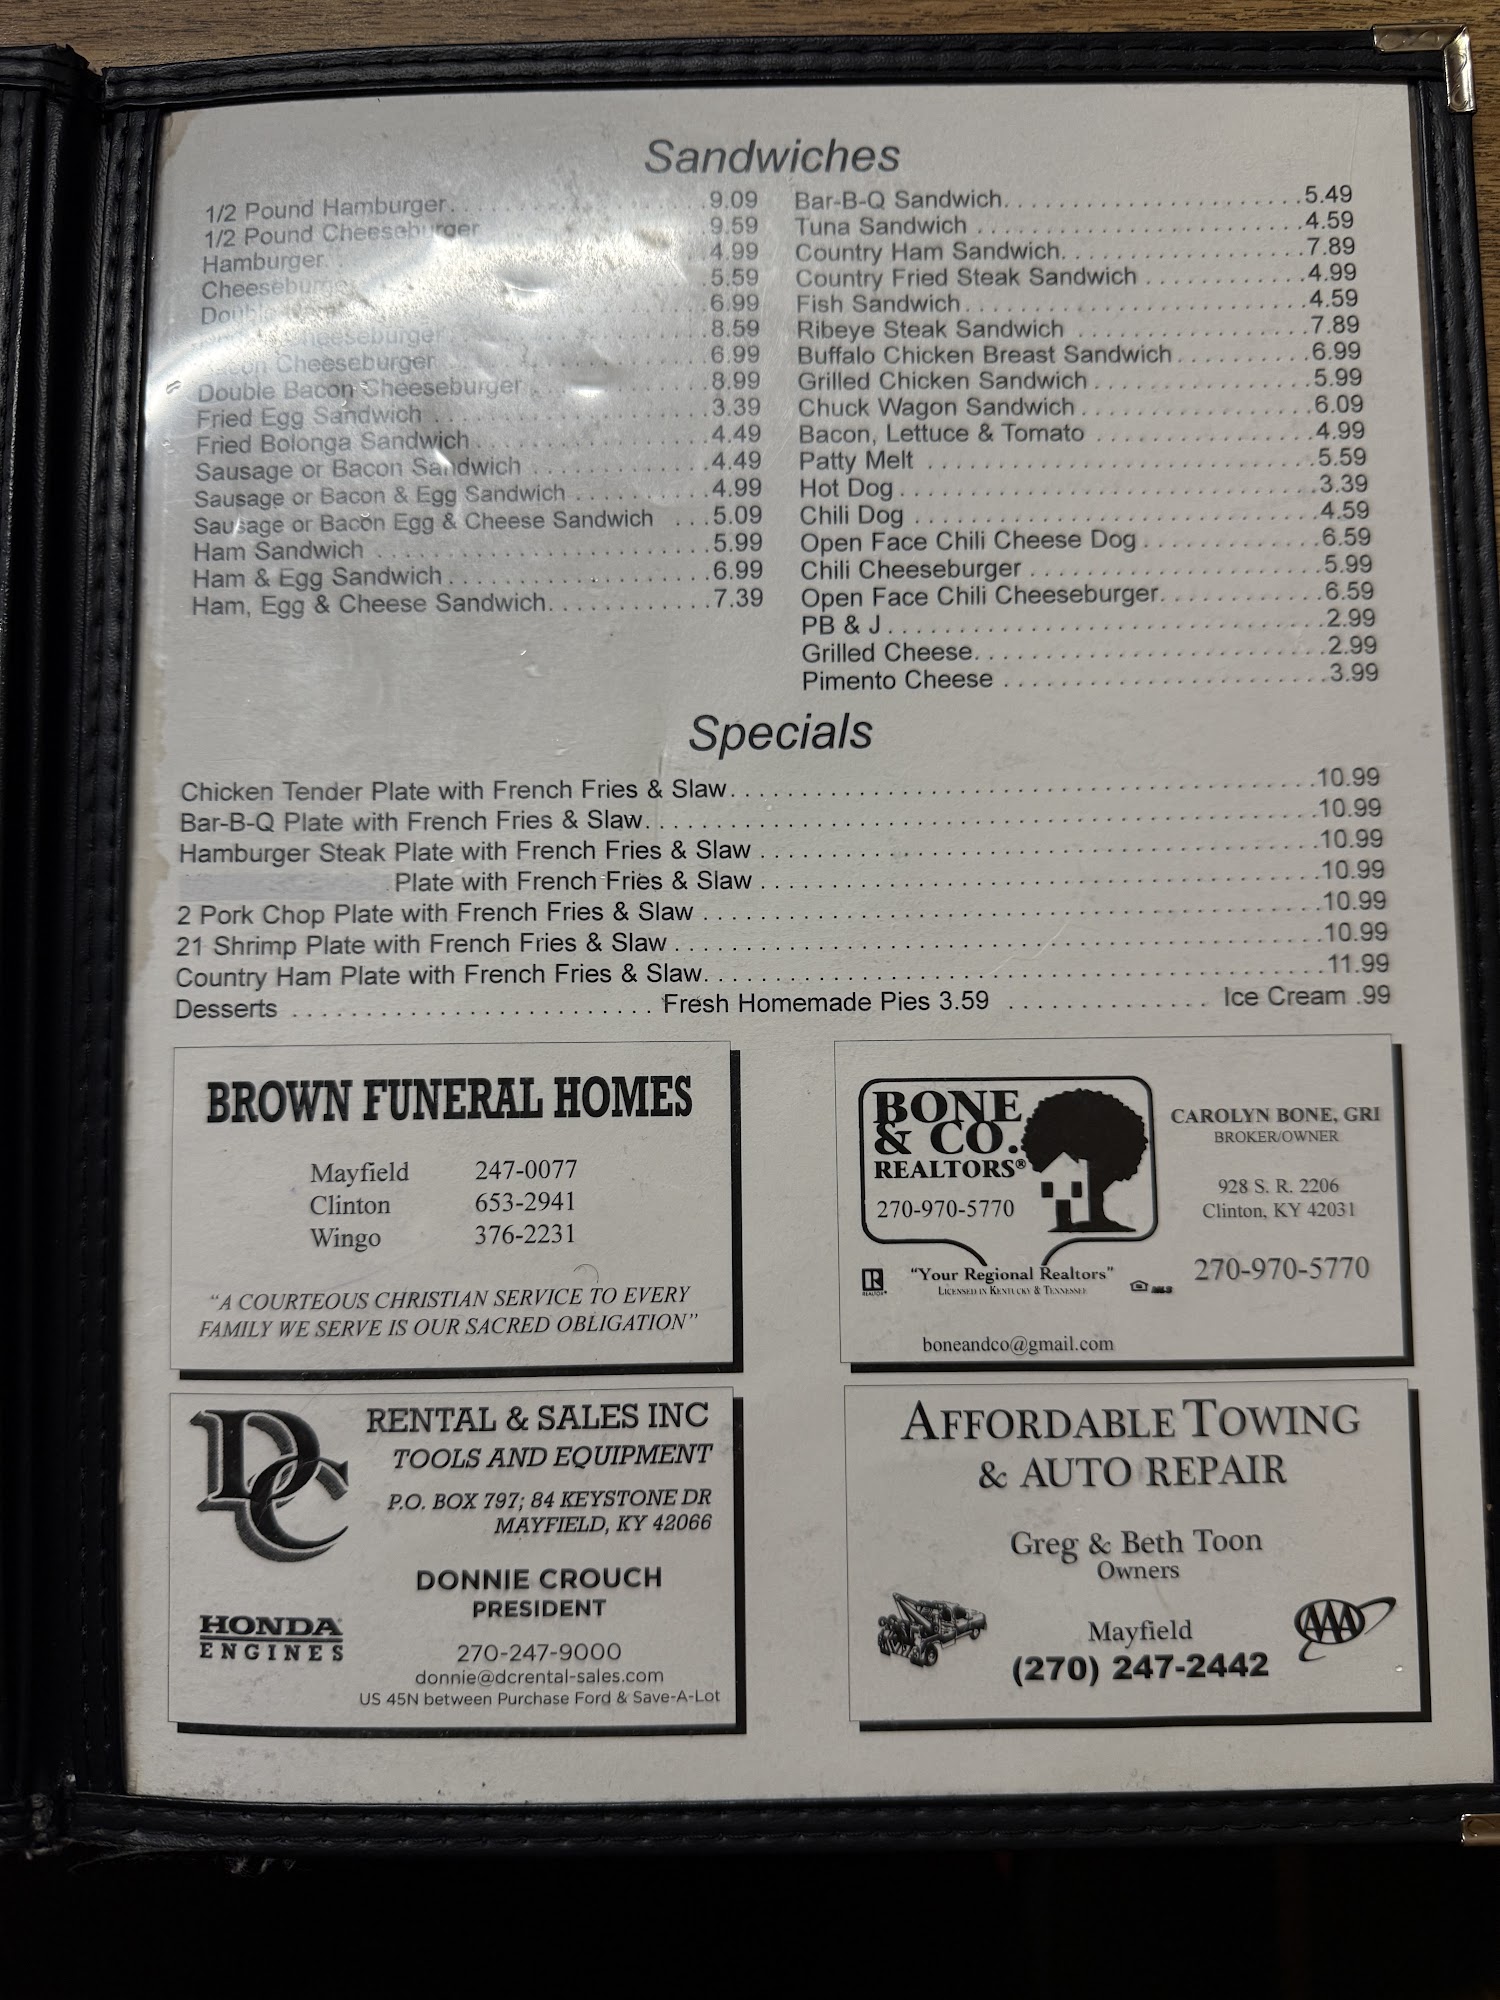 Sandwiches
1/2 Pound Hamburger. . . . . . . . . . . . . . . . . . .9.09
1/2 Pound Cheeseburger . . . . . . . . . . . . . . . .9.59
Hamburger. . . . . . . . . . . . . . . . . . . . . . . . . . .4.99
Cheeseburger . . . . . . . . . . . . . . . . . . . . . . . .5.59
Double . . . . . . . . . . . . . . . . . . . . . . . .6.99
Cheeseburger . . . . . . . . . . . . . . . . . . .8.59
Bacon Cheeseburger . . . . . . . . . . . . . . . . . . .6.99
Double Bacon Cheeseburger . . . . . . . . . . . . .8.99
Fried Egg Sandwich . . . . . . . . . . . . . . . . . . . .3.39
Fried Bolonga Sandwich . . . . . . . . . . . . . . . . .4.49
Sausage or Bacon Sandwich . . . . . . . . . . . . .4.49
Sausage or Bacon & Egg Sandwich . . . . . . . . . .4.99
Sausage or Bacon Egg & Cheese Sandwich . . .5.09
Ham Sandwich . . . . . . . . . . . . . . . . . . . . . . . .5.99
Ham & Egg Sandwich . . . . . . . . . . . . . . . . . . .6.99
Ham, Egg & Cheese Sandwich. . . . . . . . . . . .7.39
Bar-B-Q Sandwich. . . . . . . . . . . . . . . . . . . . . .5.49
Tuna Sandwich . . . . . . . . . . . . . . . . . . . . . . . .4.59
Country Ham Sandwich. . . . . . . . . . . . . . . . . .7.89
Country Fried Steak Sandwich . . . . . . . . . . . .4.99
Fish Sandwich. . . . . . . . . . . . . . . . . . . . . . . . .4.59
Ribeye Steak Sandwich . . . . . . . . . . . . . . . . .7.89
Buffalo Chicken Breast Sandwich. . . . . . . . . .6.99
Grilled Chicken Sandwich . . . . . . . . . . . . . . . .5.99
Chuck Wagon Sandwich . . . . . . . . . . . . . . . . .6.09
Bacon, Lettuce & Tomato . . . . . . . . . . . . . . . .4.99
Patty Melt . . . . . . . . . . . . . . . . . . . . . . . . . . . .5.59
Hot Dog . . . . . . . . . . . . . . . . . . . . . . . . . . . . . .3.39
Chili Dog . . . . . . . . . . . . . . . . . . . . . . . . . . . . .4.59
Open Face Chili Cheese Dog . . . . . . . . . . . . .6.59
Chili Cheeseburger . . . . . . . . . . . . . . . . . . . . .5.99
Open Face Chili Cheeseburger. . . . . . . . . . . .6.59
PB & J . . . . . . . . . . . . . . . . . . . . . . . . . . . . . . .2.99
Grilled Cheese. . . . . . . . . . . . . . . . . . . . . . . . .2.99
Pimento Cheese . . . . . . . . . . . . . . . . . . . . . . .3.99
Specials
Chicken Tender Plate with French Fries & Slaw. . . . . . . . . . . . . . . . . . . . . . . . . . . . . . . . . . . . . . . .10.99
Bar-B-Q Plate with French Fries & Slaw. . . . . . . . . . . . . . . . . . . . . . . . . . . . . . . . . . . . . . . . . . . . . .10.99
Hamburger Steak Plate with French Fries & Slaw . . . . . . . . . . . . . . . . . . . . . . . . . . . . . . . . . . . . . .10.99
Plate with French Fries & Slaw . . . . . . . . . . . . . . . . . . . . . . . . . . . . . . . . . . . . . .10.99
2 Pork Chop Plate with French Fries & Slaw . . . . . . . . . . . . . . . . . . . . . . . . . . . . . . . . . . . . . . . . . .10.99
21 Shrimp Plate with French Fries & Slaw . . . . . . . . . . . . . . . . . . . . . . . . . . . . . . . . . . . . . . . . . . . .10.99
Country Ham Plate with French Fries & Slaw. . . . . . . . . . . . . . . . . . . . . . . . . . . . . . . . . . . . . . . . . .11.99
Desserts . . . . . . . . . . . . . . . . . . . . . . . . . Fresh Homemade Pies 3.59 . . . . . . . . . . . . . . Ice Cream .99
BROWN FUNERAL HOMES
Mayfield 247-0077
Clinton 653-2941
Wingo 376-2231
"A COURTEOUS CHRISTIAN SERVICE TO EVERY
FAMILY WE SERVE IS OUR SACRED OBLIGATION"
BONE
& CO.
REALTORS®
270-970-5770
"Your Regional Realtors"
LICENSED IN KENTUCKY & TENNESSEE
REALTOR®
MLS
CAROLYN BONE, GRI
BROKER/OWNER
928 S. R. 2206
Clinton, KY 42031
270-970-5770
boneandco@gmail.com
DC
RENTAL & SALES INC
TOOLS AND EQUIPMENT
P.O. BOX 797; 84 KEYSTONE DR
MAYFIELD, KY 42066
DONNIE CROUCH
PRESIDENT
HONDA
ENGINES
270-247-9000
donnie@dcrental-sales.com
US 45N between Purchase Ford & Save-A-Lot
AFFORDABLE TOWING
& AUTO REPAIR
Greg & Beth Toon
Owners
Mayfield
(270) 247-2442
AAA